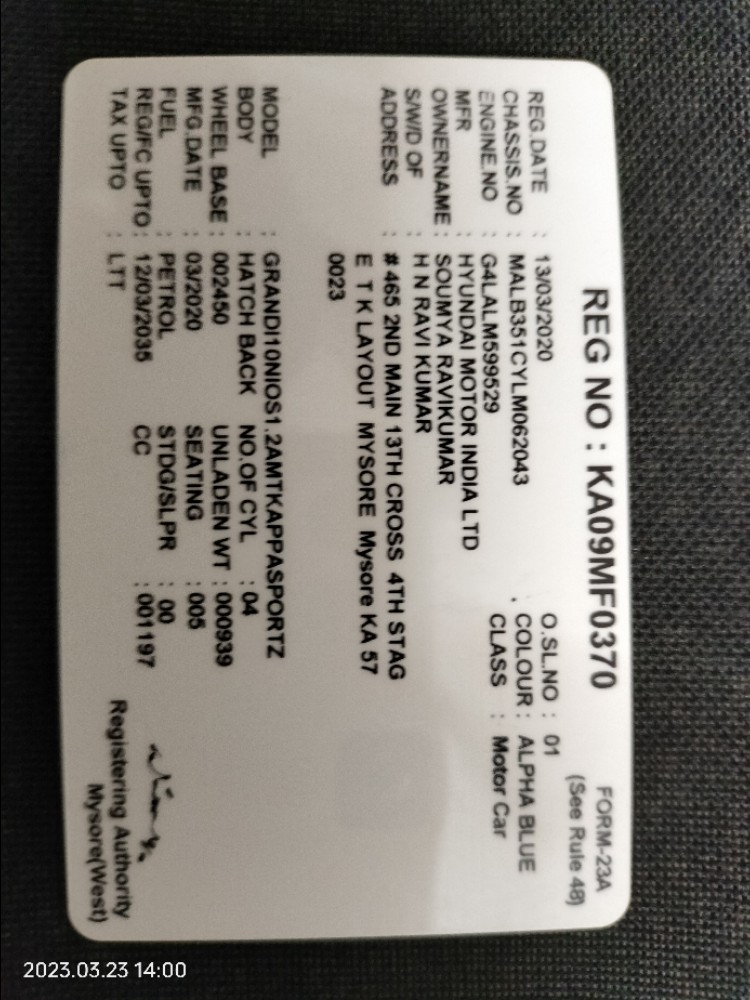 FORM-23A
REG NO : KA09MF0370 (See Rule 48)
REG.DATE : 13/03/2020 O.SL.NO : 01
CHASSIS.NO : MALB351CYLM062043 COLOUR : ALPHA BLUE
ENGINE.NO : G4LALM599529 CLASS : Motor Car
MFR : HYUNDAI MOTOR INDIA LTD
OWNERNAME : SOUMYA RAVIKUMAR
S/W/D OF : H N RAVI KUMAR
ADDRESS : # 465 2ND MAIN 13TH CROSS 4TH STAG
E T K LAYOUT MYSORE Mysore KA 57
0023
MODEL : GRANDI10NIOS1.2AMTKAPPASPORTZ
BODY : HATCH BACK NO.OF CYL : 04
WHEEL BASE : 002450 UNLADEN WT : 000939
MFG.DATE : 03/2020 SEATING : 005
FUEL : PETROL STDG/SLPR : 00
REG/FC UPTO : 12/03/2035 CC : 001197
TAX UPTO : LTT
Registering Authority
Mysore(West)
2023.03.23 14:00